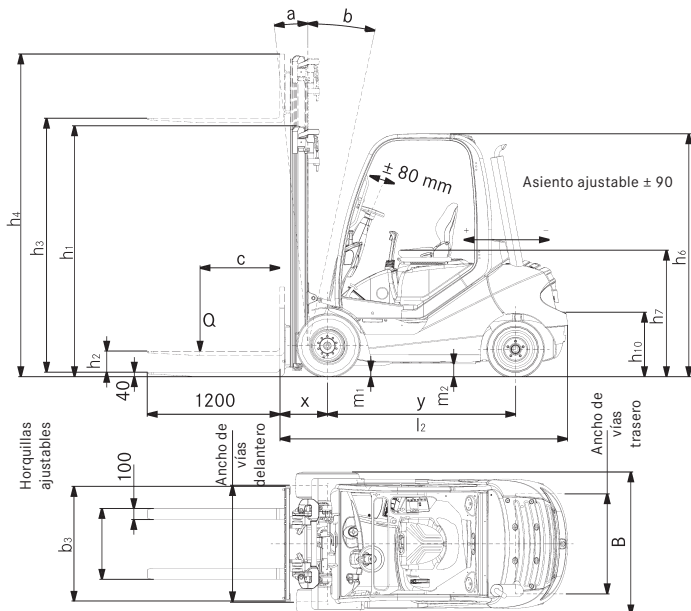 a
b
± 80 mm
Asiento ajustable ± 90
+
−
h4
h3
h1
c
Q
h2
40
h6
h7
h10
m1
m2
1200
x
y
l2
Horquillas
ajustables
100
b3
Ancho de
vías
delantero
Ancho de
vías
trasero
B